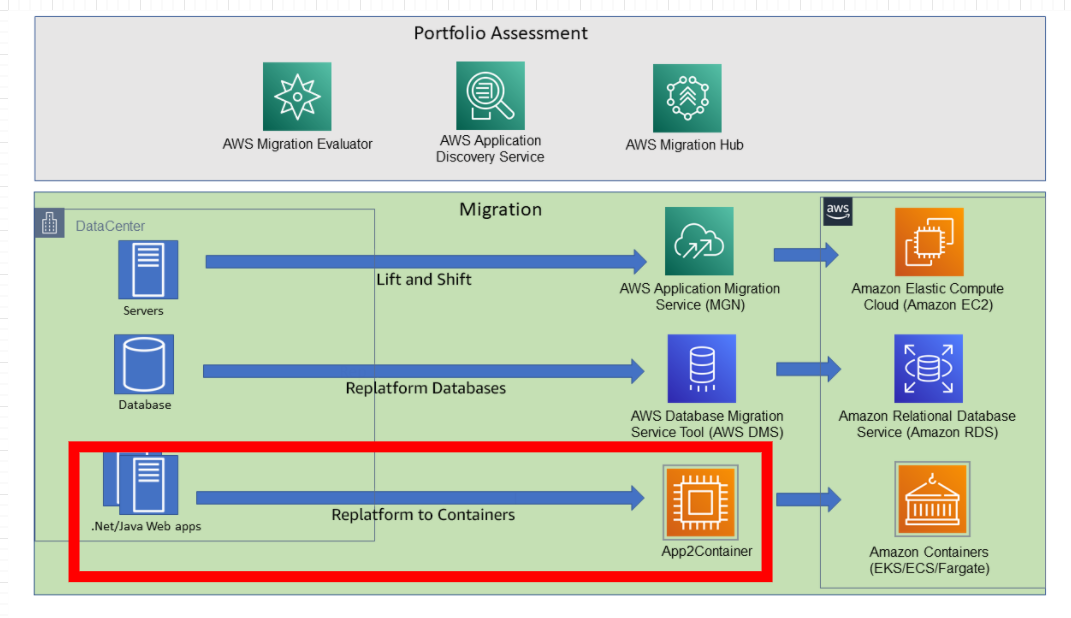 Portfolio Assessment
AWS Migration Evaluator
AWS Application
Discovery Service
AWS Migration Hub
Migration
DataCenter
aws
Servers
Lift and Shift
AWS Application Migration
Service (MGN)
Amazon Elastic Compute
Cloud (Amazon EC2)
Database
Replatform Databases
AWS Database Migration
Service Tool (AWS DMS)
Amazon Relational Database
Service (Amazon RDS)
.Net/Java Web apps
Replatform to Containers
App2Container
Amazon Containers
(EKS/ECS/Fargate)